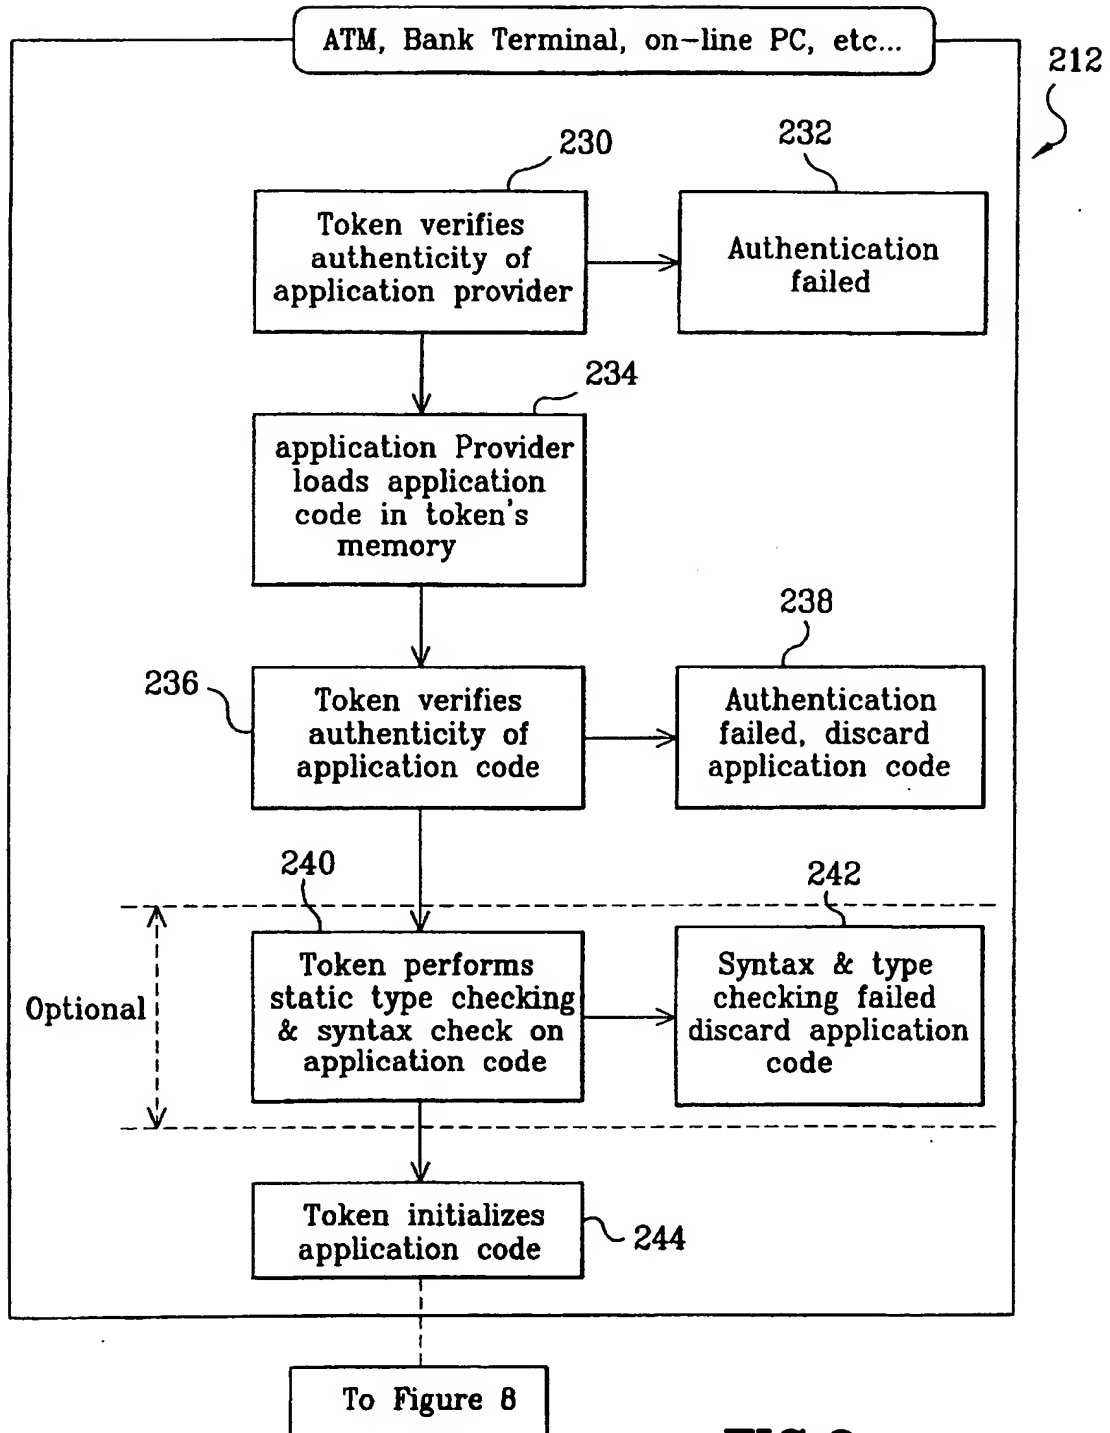 ATM, Bank Terminal, on-line PC, etc...
212
230
232
Token verifies
authenticity of
application provider
Authentication
failed
234
application Provider
loads application
code in token's
memory
238
236
Token verifies
authenticity of
application code
Authentication
failed, discard
application code
240
242
Optional
Token performs
static type checking
& syntax check on
application code
Syntax & type
checking failed
discard application
code
Token initializes
application code
244
To Figure 8